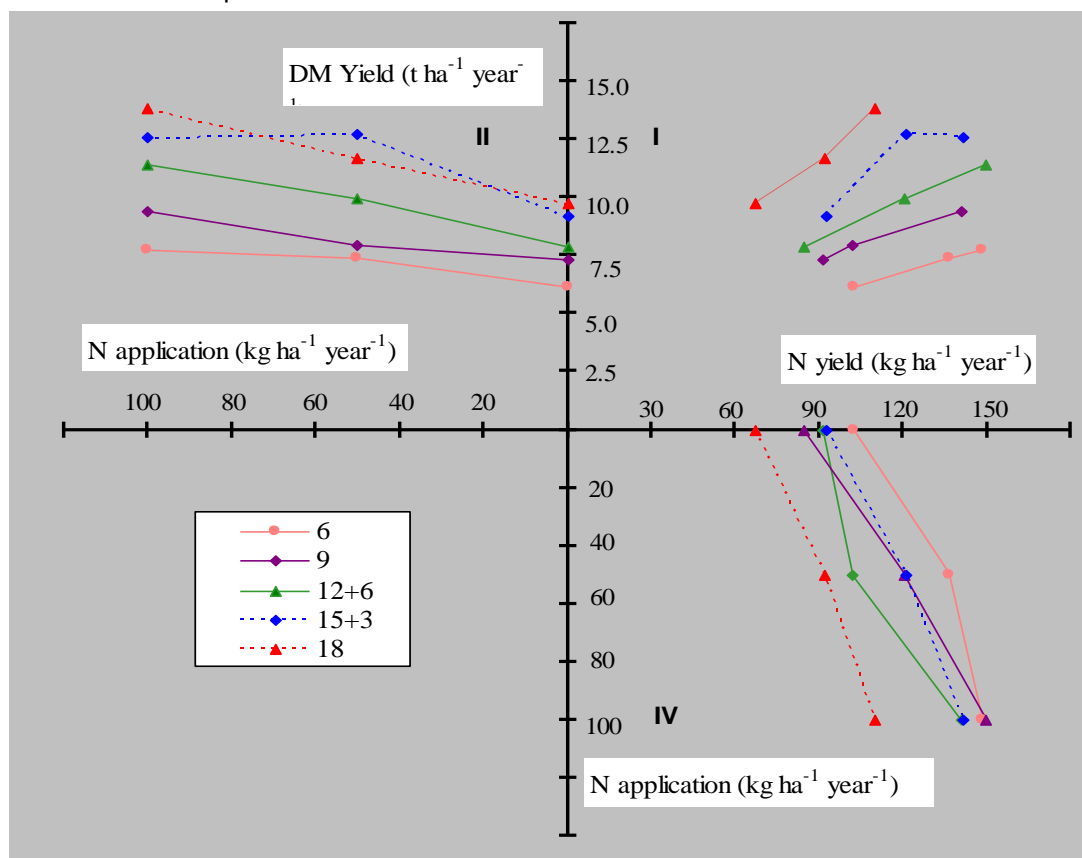 DM Yield (t ha⁻¹ year⁻
15.0
II
I
12.5
10.0
7.5
5.0
N application (kg ha⁻¹ year⁻¹)
N yield (kg ha⁻¹ year⁻¹)
2.5
100 80 60 40 20 30 60 90 120 150
20
40
60
80
100
6
9
12+6
15+3
18
IV
N application (kg ha⁻¹ year⁻¹)